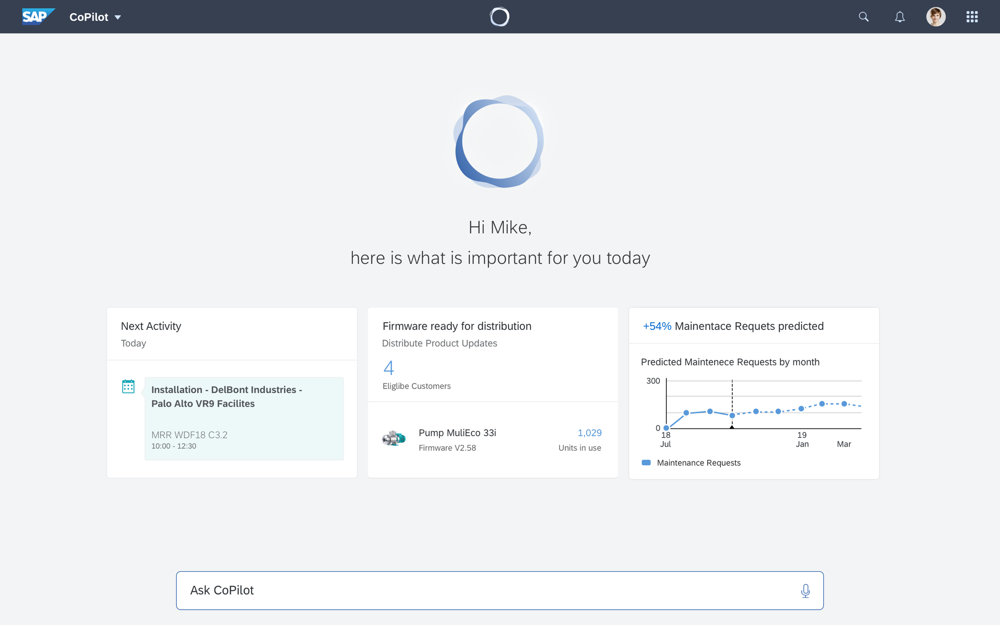 SAP CoPilot
Hi Mike,
here is what is important for you today
Next Activity
Today
Installation - DelBont Industries -
Palo Alto VR9 Facilites
MRR WDF18 C3.2
10:00 - 12:30
Firmware ready for distribution
Distribute Product Updates
4
Eliglibe Customers
Pump MuliEco 33i
1,029
Firmware V2.58
Units in use
+54% Mainentace Requets predicted
Predicted Maintenece Requests by month
300
0
18
19
Jul
Jan
Mar
Maintenance Requests
Ask CoPilot